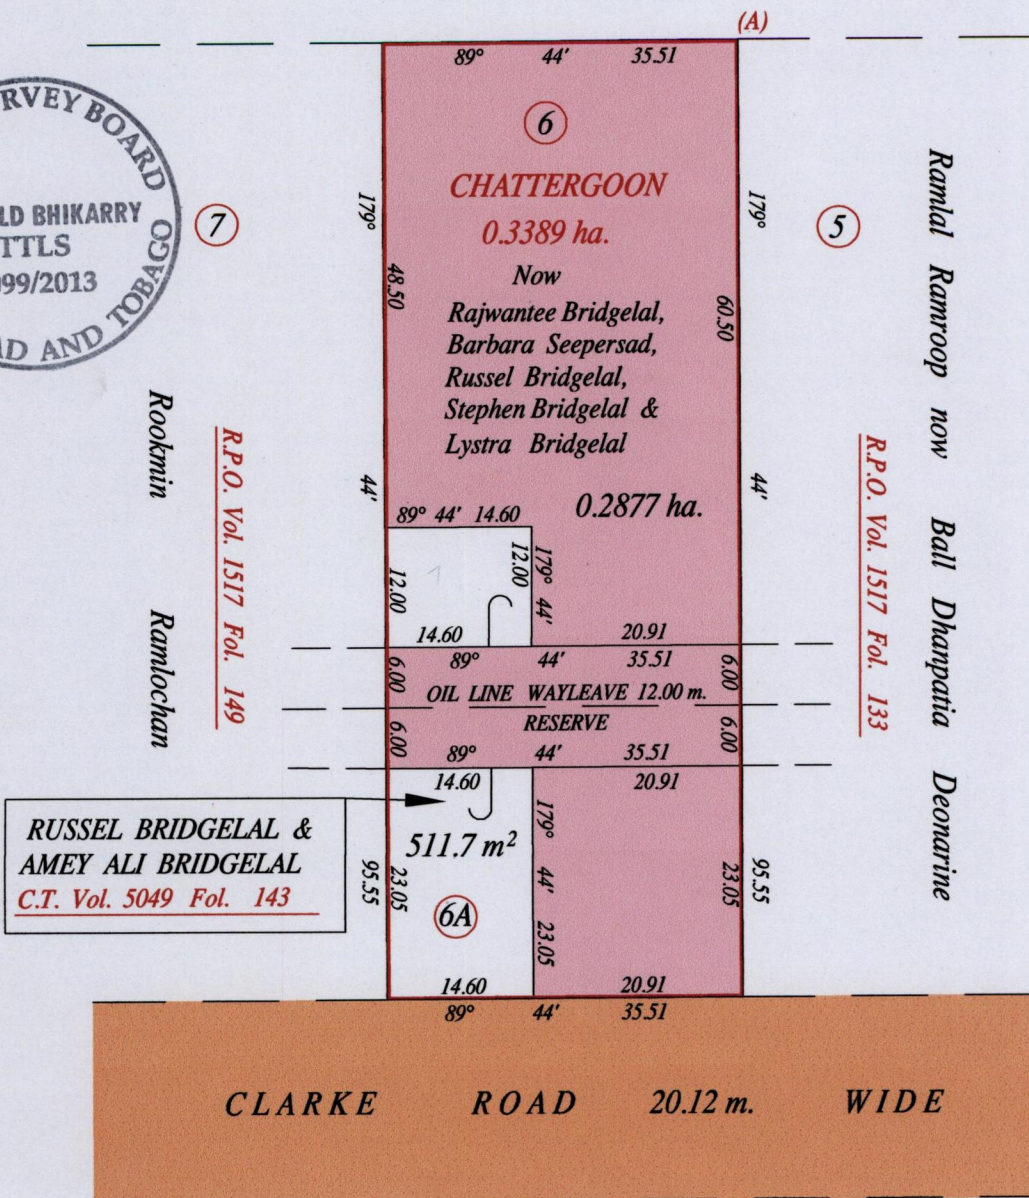 (A)
89° 44' 35.51
6
CHATTERGOON
0.3389 ha.
Now
Rajwantee Bridgelal,
Barbara Seepersad,
Russel Bridgelal,
Stephen Bridgelal &
Lystra Bridgelal
0.2877 ha.
179° 44'
48.50
179° 44'
60.50
BOARD
BHIKARRY
TTLS
99/2013
AND TOBAGO
7
Rookmin Ramlochan
R.P.O. Vol. 1517 Fol. 149
5
R.P.O. Vol. 1517 Fol. 133
Ramlal Ramroop now Ball Dhanpatia Deonarine
89° 44' 14.60
12.00
12.00
179° 44'
14.60
20.91
89° 44' 35.51
6.00
6.00
OIL LINE WAYLEAVE 12.00 m.
RESERVE
6.00
6.00
89° 44' 35.51
14.60
20.91
RUSSEL BRIDGELAL &
AMEY ALI BRIDGELAL
C.T. Vol. 5049 Fol. 143
511.7 m²
6A
95.55
23.05
179° 44' 23.05
23.05
95.55
14.60
20.91
89° 44' 35.51
CLARKE ROAD 20.12 m. WIDE